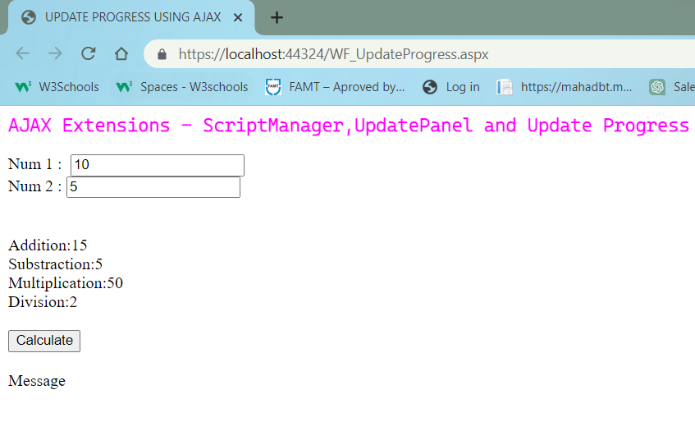 UPDATE PROGRESS USING AJAX
https://localhost:44324/WF_UpdateProgress.aspx
W3Schools Spaces - W3schools FAMT – Aproved by... Log in https://mahadbt.m... Sale
AJAX Extensions - ScriptManager,UpdatePanel and Update Progress
Num 1 : 10
Num 2 : 5
Addition:15
Substraction:5
Multiplication:50
Division:2
Calculate
Message